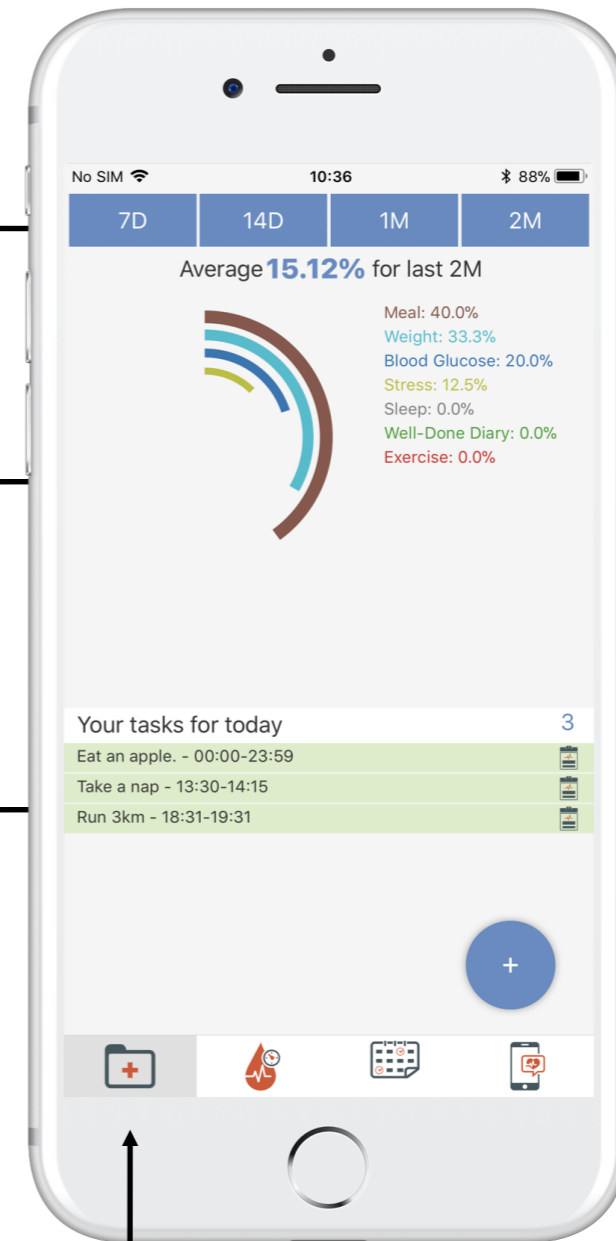 No SIM 10:36 88%
7D 14D 1M 2M
Average 15.12% for last 2M
Meal: 40.0%
Weight: 33.3%
Blood Glucose: 20.0%
Stress: 12.5%
Sleep: 0.0%
Well-Done Diary: 0.0%
Exercise: 0.0%
Your tasks for today 3
Eat an apple. - 00:00-23:59
Take a nap - 13:30-14:15
Run 3km - 18:31-19:31
+